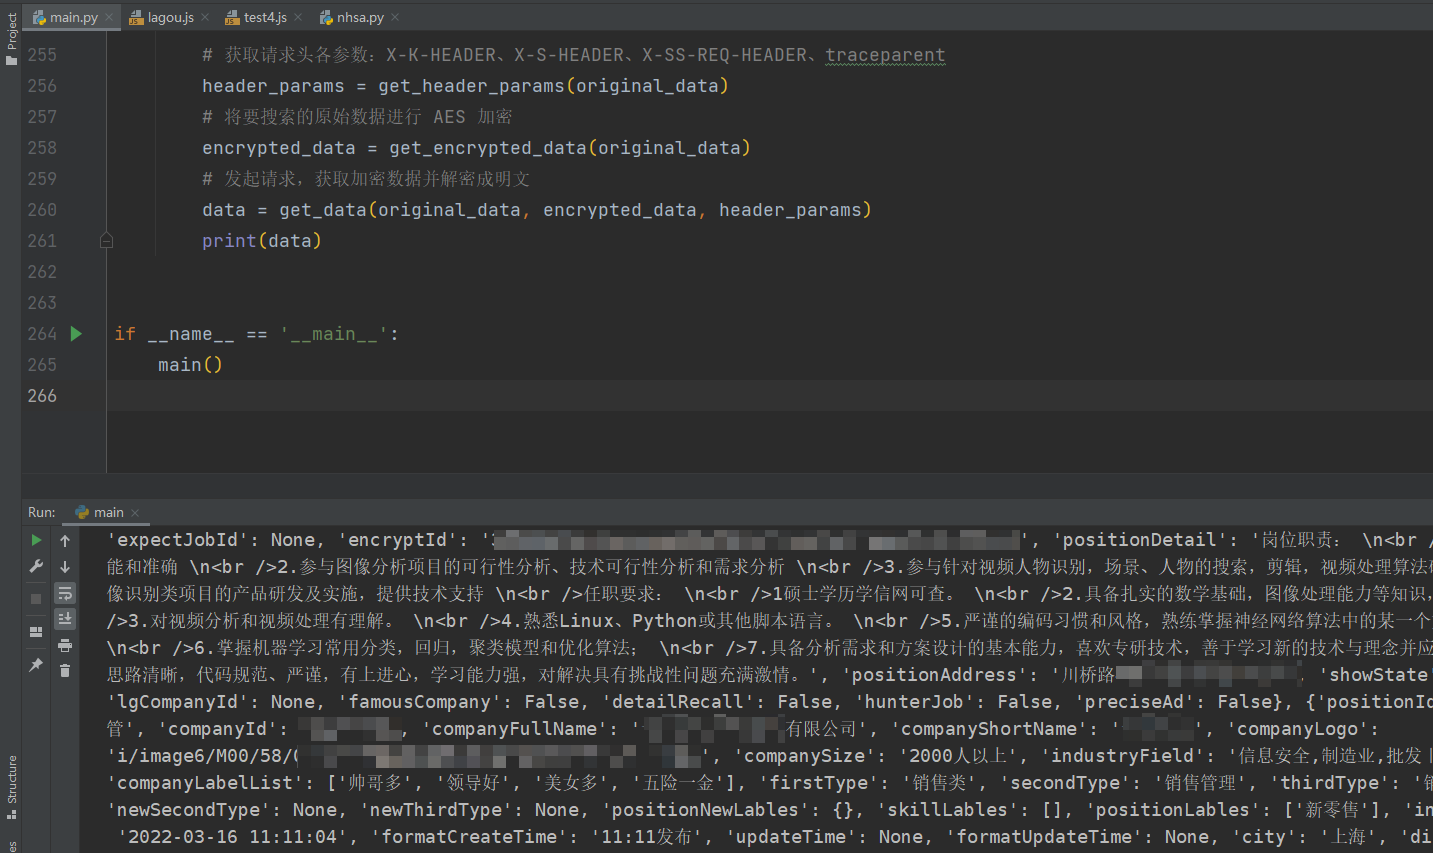 Project
main.py
lagou.js
test4.js
nhsa.py
255 # 获取请求头各参数: X-K-HEADER、X-S-HEADER、X-SS-REQ-HEADER、traceparent
256 header_params = get_header_params(original_data)
257 # 将要搜索的原始数据进行 AES 加密
258 encrypted_data = get_encrypted_data(original_data)
259 # 发起请求, 获取加密数据并解密成明文
260 data = get_data(original_data, encrypted_data, header_params)
261 print(data)
262
263
264 if __name__ == '__main__':
265 main()
266
Run: main
'expectJobId': None, 'encryptId': '3 ', 'positionDetail': '岗位职责: \n<br /
能和准确 \n<br />2.参与图像分析项目的可行性分析、技术可行性分析和需求分析 \n<br />3.参与针对视频人物识别, 场景、人物的搜索, 剪辑, 视频处理算法
像识别类项目的产品研发及实施, 提供技术支持 \n<br />任职要求: \n<br />1硕士学历学信网可查。 \n<br />2.具备扎实的数学基础, 图像处理能力等知识,
/>3.对视频分析和视频处理有理解。 \n<br />4.熟悉Linux、Python或其他脚本语言。 \n<br />5.严谨的编码习惯和风格, 熟练掌握神经网络算法中的某一个
\n<br />6.掌握机器学习常用分类, 回归, 聚类模型和优化算法; \n<br />7.具备分析需求和方案设计的基本能力, 喜欢专研技术, 善于学习新的技术与理念并应
思路清晰, 代码规范、严谨, 有上进心, 学习能力强, 对解决具有挑战性问题充满激情。', 'positionAddress': '川桥路 'showState'
'lgCompanyId': None, 'famousCompany': False, 'detailRecall': False, 'hunterJob': False, 'preciseAd': False}, {'positionId
管', 'companyId': , 'companyFullName': ' 有限公司', 'companyShortName': ' ', 'companyLogo':
'i/image6/M00/58/ ', 'companySize': '2000人以上', 'industryField': '信息安全,制造业,批发
'companyLabelList': ['帅哥多', '领导好', '美女多', '五险一金'], 'firstType': '销售类', 'secondType': '销售管理', 'thirdType': '销
'newSecondType': None, 'newThirdType': None, 'positionNewLables': {}, 'skillLables': [], 'positionLables': ['新零售'], 'in
'2022-03-16 11:11:04', 'formatCreateTime': '11:11发布', 'updateTime': None, 'formatUpdateTime': None, 'city': '上海', 'di
Structure